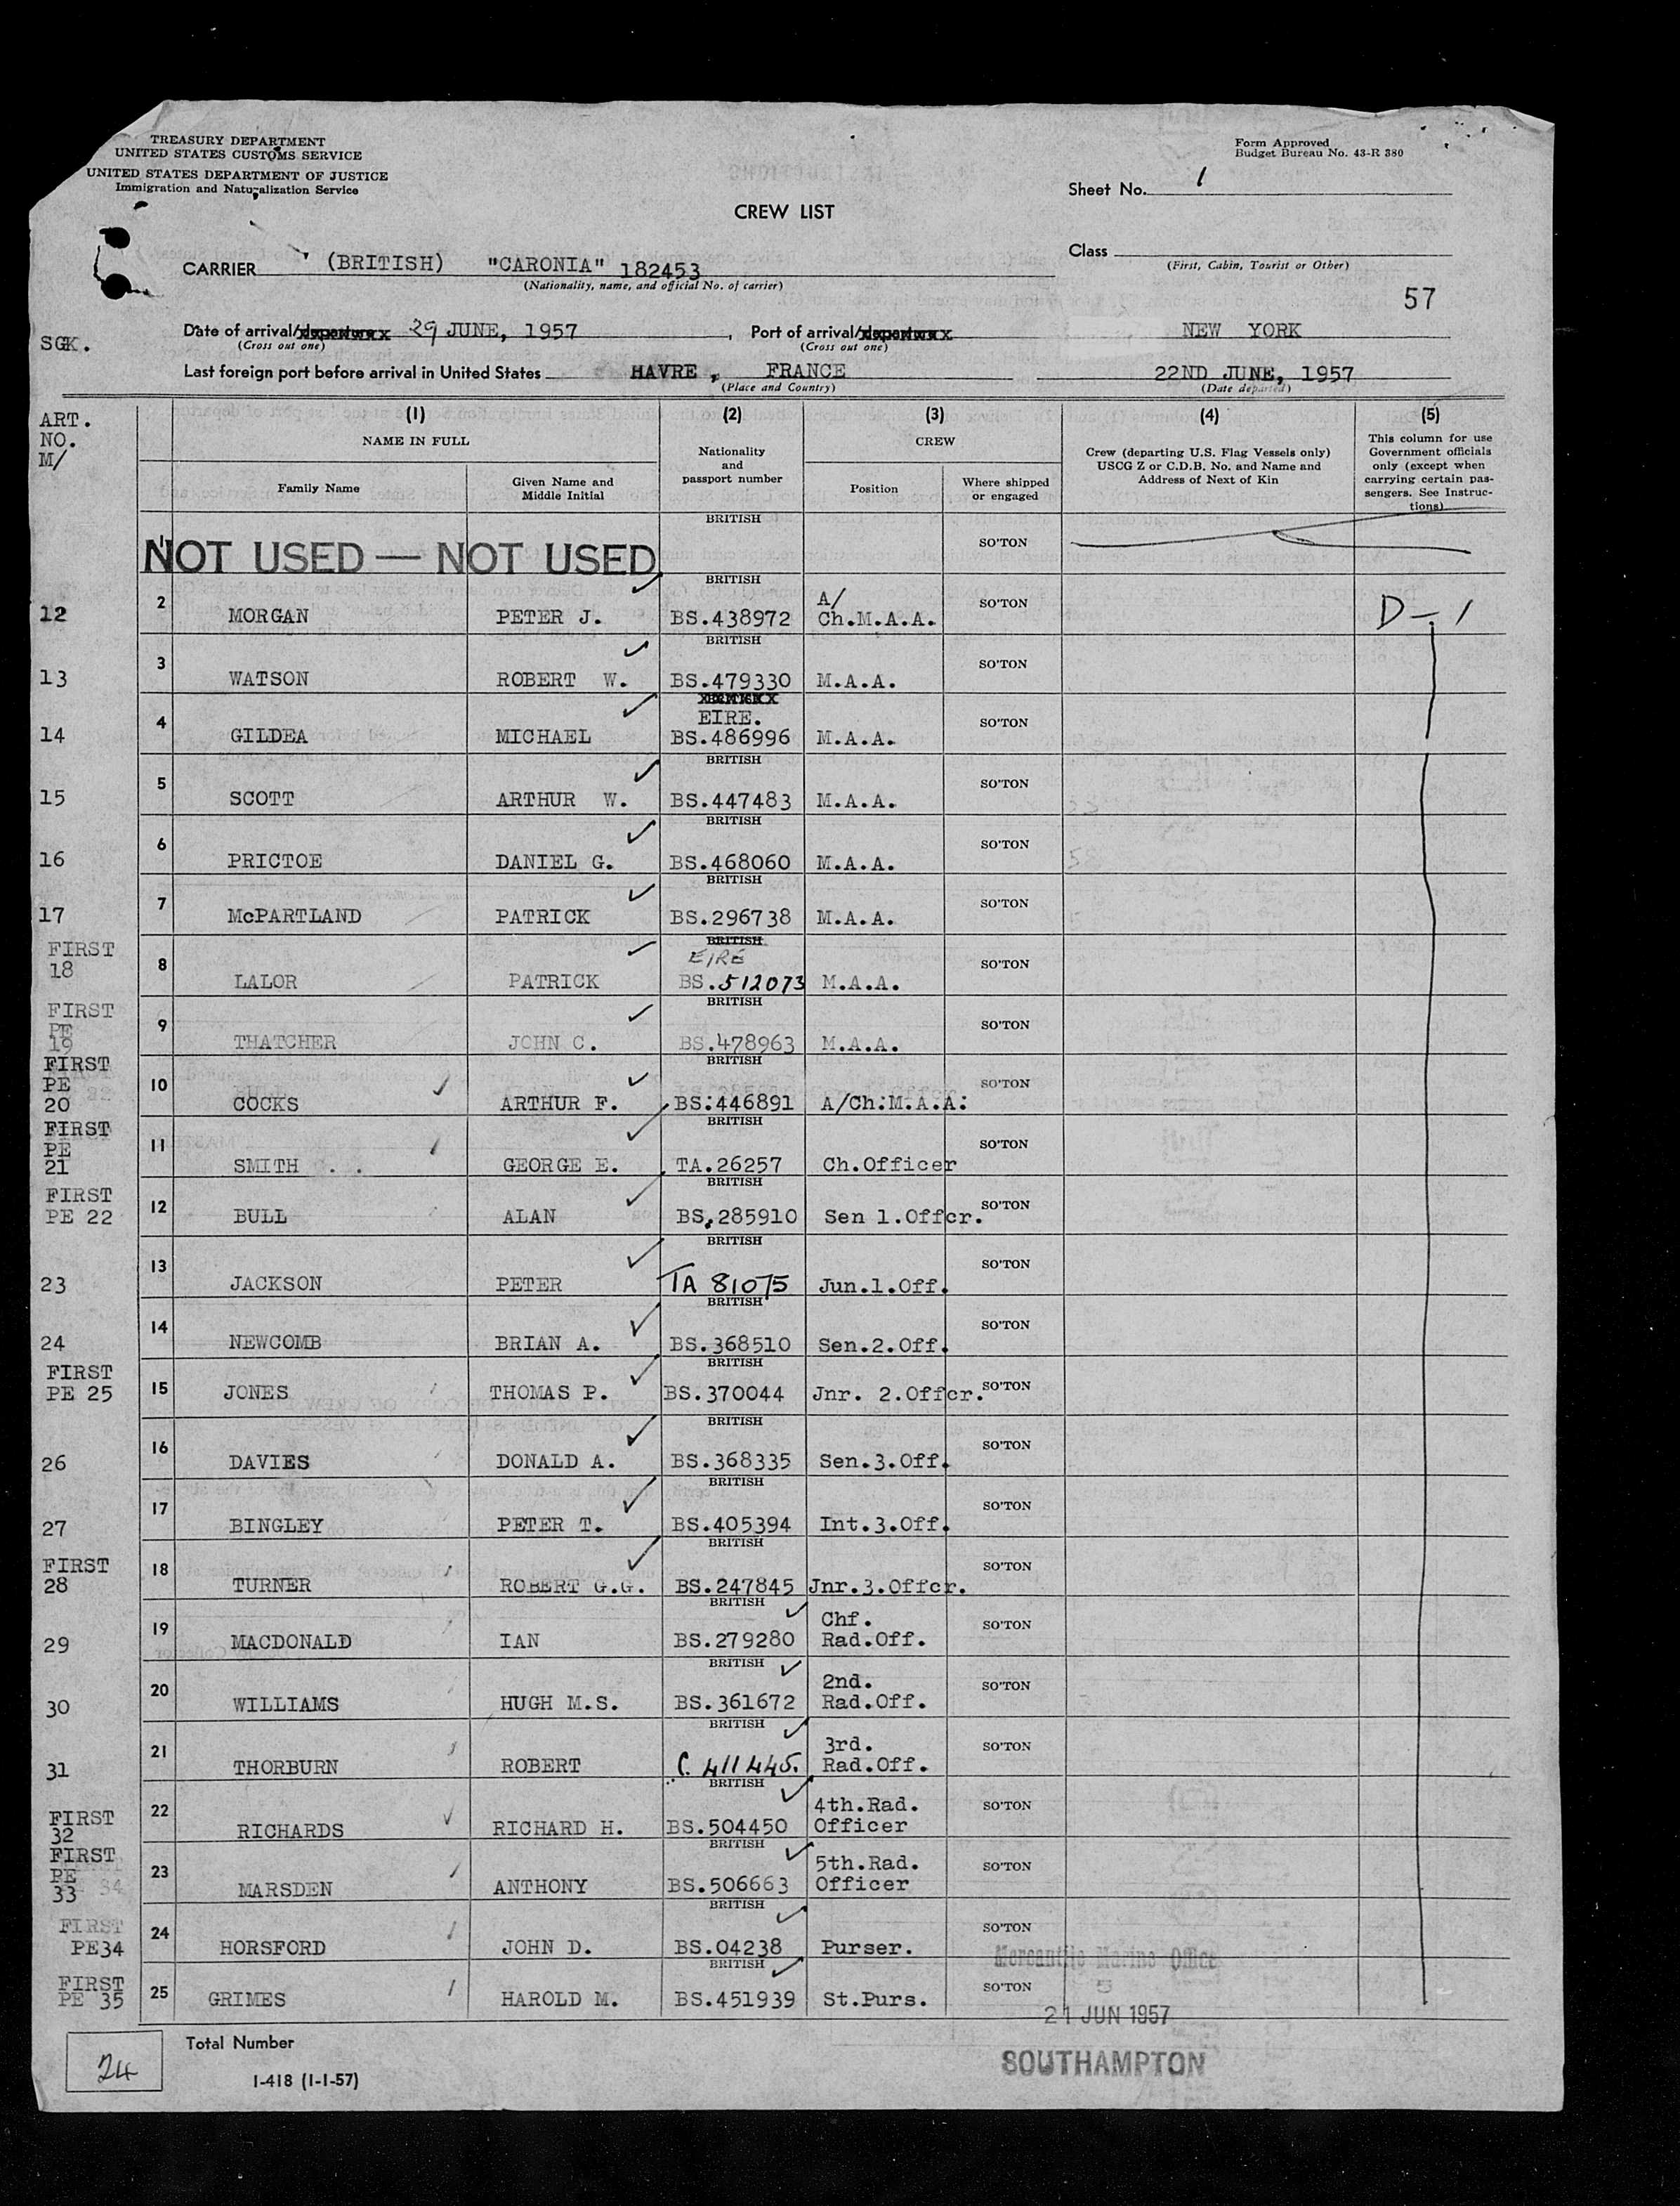 TREASURY DEPARTMENT
UNITED STATES CUSTOMS SERVICE
UNITED STATES DEPARTMENT OF JUSTICE
Immigration and Naturalization Service
Form Approved
Budget Bureau No. 43-R 380
Sheet No. 1
CREW LIST
Class
(First, Cabin, Tourist or Other)
CARRIER (BRITISH) "CARONIA" 182453
(Nationality, name, and official No. of carrier)
57
SGK.
Date of arrival/departure 29 JUNE, 1957, Port of arrival/departure NEW YORK
(Cross out one) (Cross out one)
Last foreign port before arrival in United States HAVRE, FRANCE 22ND JUNE, 1957
(Place and Country) (Date departed)
ART. NO. M/
(1) (2) (3) (4) (5)
NAME IN FULL
Family Name
Given Name and Middle Initial
Nationality and passport number
CREW
Position
Where shipped or engaged
Crew (departing U.S. Flag Vessels only) USCG Z or C.D.B. No. and Name and Address of Next of Kin
This column for use Government officials only (except when carrying certain passengers. See Instructions)
1 NOT USED — NOT USED BRITISH SO'TON
12 2 MORGAN PETER J. BRITISH BS.438972 A/ Ch.M.A.A. SO'TON D-1
13 3 WATSON ROBERT W. BRITISH BS.479330 M.A.A. SO'TON
14 4 GILDEA MICHAEL BRITISH EIRE. BS.486996 M.A.A. SO'TON
15 5 SCOTT ARTHUR W. BRITISH BS.447483 M.A.A. SO'TON
16 6 PRICTOE DANIEL G. BRITISH BS.468060 M.A.A. SO'TON
17 7 McPARTLAND PATRICK BRITISH BS.296738 M.A.A. SO'TON
FIRST 18 8 LALOR PATRICK BRITISH EIRE BS.512073 M.A.A. SO'TON
FIRST PE 19 9 THATCHER JOHN C. BRITISH BS.478963 M.A.A. SO'TON
FIRST PE 20 10 COCKS ARTHUR F. BRITISH BS:446891 A/Ch:M.A.A: SO'TON
FIRST PE 21 11 SMITH GEORGE E. BRITISH TA.26257 Ch.Officer SO'TON
FIRST PE 22 12 BULL ALAN BRITISH BS.285910 Sen 1.Offcr. SO'TON
23 13 JACKSON PETER BRITISH TA 81075 Jun.1.Off. SO'TON
24 14 NEWCOMB BRIAN A. BRITISH BS.368510 Sen.2.Off. SO'TON
FIRST PE 25 15 JONES THOMAS P. BRITISH BS.370044 Jnr. 2.Offcr. SO'TON
26 16 DAVIES DONALD A. BRITISH BS.368335 Sen.3.Off. SO'TON
27 17 BINGLEY PETER T. BRITISH BS.405394 Int.3.Off. SO'TON
FIRST 28 18 TURNER ROBERT G.G. BRITISH BS.247845 Jnr.3.Offcr. SO'TON
29 19 MACDONALD IAN BRITISH BS.279280 Chf. Rad.Off. SO'TON
30 20 WILLIAMS HUGH M.S. BRITISH BS.361672 2nd. Rad.Off. SO'TON
31 21 THORBURN ROBERT BRITISH C.411445. 3rd. Rad.Off. SO'TON
FIRST 32 22 RICHARDS RICHARD H. BRITISH BS.504450 4th.Rad. Officer SO'TON
FIRST PE 33 23 MARSDEN ANTHONY BRITISH BS.506663 5th.Rad. Officer SO'TON
FIRST PE34 24 HORSFORD JOHN D. BRITISH BS.04238 Purser. SO'TON
FIRST PE 35 25 GRIMES HAROLD M. BRITISH BS.451939 St.Purs. SO'TON
Mercantile Marine Office
5
21 JUN 1957
SOUTHAMPTON
24 Total Number
I-418 (1-1-57)